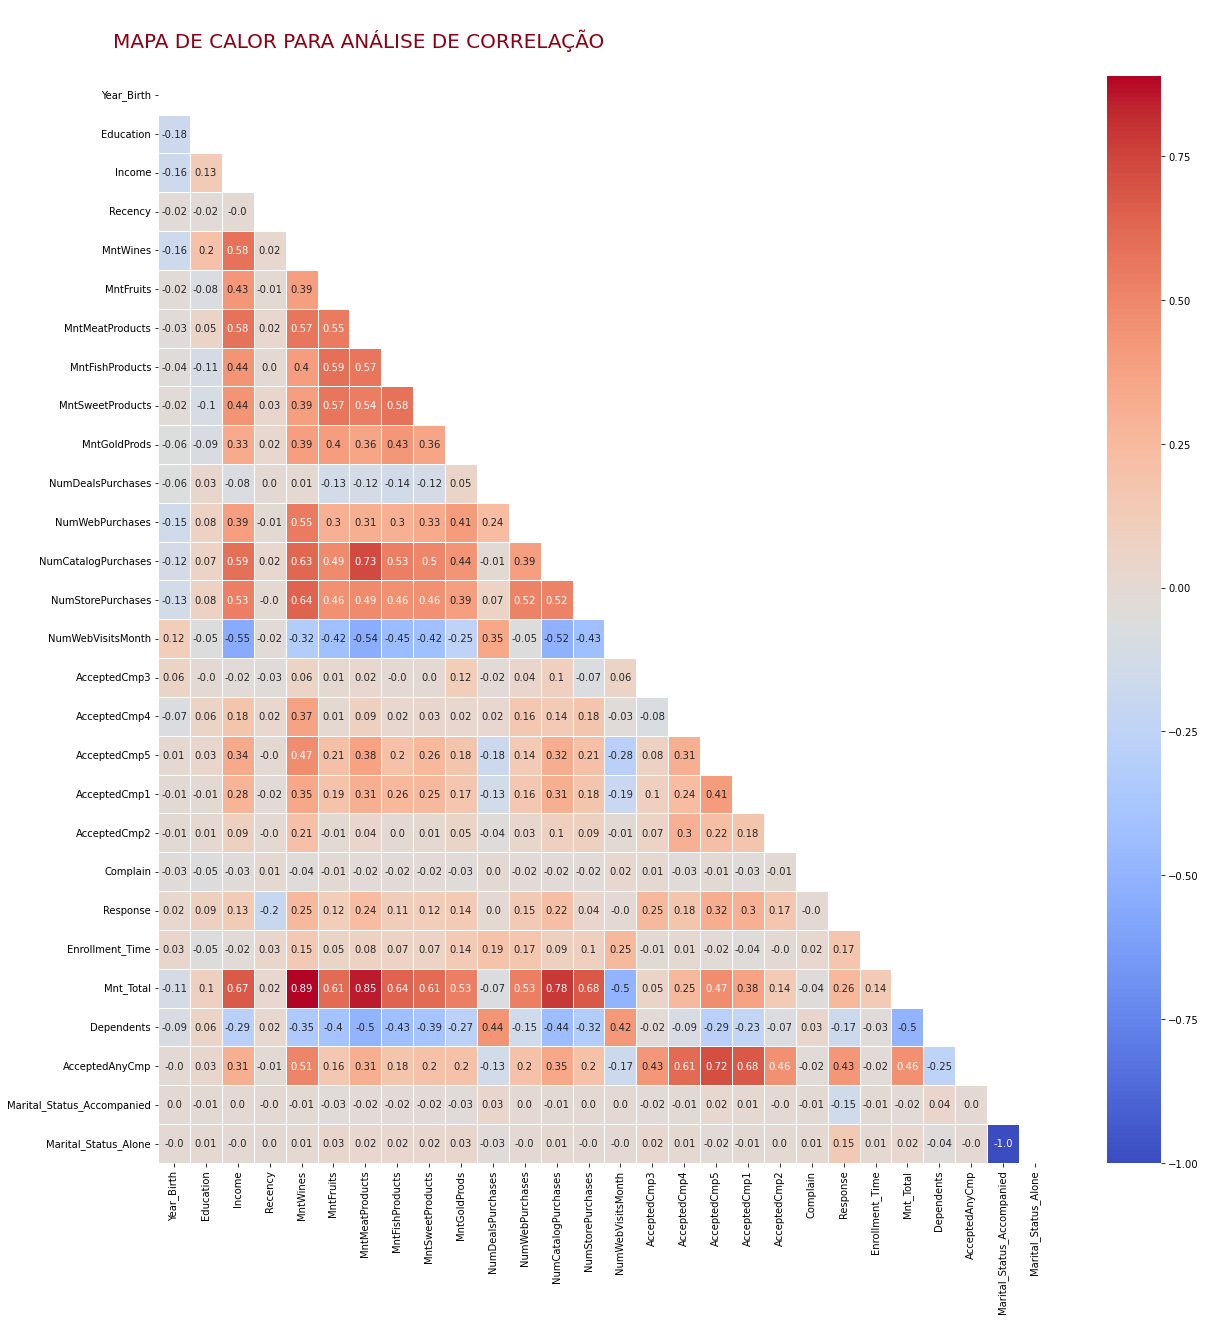 MAPA DE CALOR PARA ANÁLISE DE CORRELAÇÃO
Year_Birth
Education -0.18
Income -0.16 0.13
Recency -0.02 -0.02 -0.0
MntWines -0.16 0.2 0.58 0.02
MntFruits -0.02 -0.08 0.43 -0.01 0.39
MntMeatProducts -0.03 0.05 0.58 0.02 0.57 0.55
MntFishProducts -0.04 -0.11 0.44 0.0 0.4 0.59 0.57
MntSweetProducts -0.02 -0.1 0.44 0.03 0.39 0.57 0.54 0.58
MntGoldProds -0.06 -0.09 0.33 0.02 0.39 0.4 0.36 0.43 0.36
NumDealsPurchases -0.06 0.03 -0.08 0.0 0.01 -0.13 -0.12 -0.14 -0.12 0.05
NumWebPurchases -0.15 0.08 0.39 -0.01 0.55 0.3 0.31 0.3 0.33 0.41 0.24
NumCatalogPurchases -0.12 0.07 0.59 0.02 0.63 0.49 0.73 0.53 0.5 0.44 -0.01 0.39
NumStorePurchases -0.13 0.08 0.53 -0.0 0.64 0.46 0.49 0.46 0.46 0.39 0.07 0.52 0.52
NumWebVisitsMonth 0.12 -0.05 -0.55 -0.02 -0.32 -0.42 -0.54 -0.45 -0.42 -0.25 0.35 -0.05 -0.52 -0.43
AcceptedCmp3 0.06 -0.0 -0.02 -0.03 0.06 0.01 0.02 -0.0 0.0 0.12 -0.02 0.04 0.1 -0.07 0.06
AcceptedCmp4 -0.07 0.06 0.18 0.02 0.37 0.01 0.09 0.02 0.03 0.02 0.02 0.16 0.14 0.18 -0.03 -0.08
AcceptedCmp5 0.01 0.03 0.34 -0.0 0.47 0.21 0.38 0.2 0.26 0.18 -0.18 0.14 0.32 0.21 -0.28 0.08 0.31
AcceptedCmp1 -0.01 -0.01 0.28 -0.02 0.35 0.19 0.31 0.26 0.25 0.17 -0.13 0.16 0.31 0.18 -0.19 0.1 0.24 0.41
AcceptedCmp2 -0.01 0.01 0.09 -0.0 0.21 -0.01 0.04 0.0 0.01 0.05 -0.04 0.03 0.1 0.09 -0.01 0.07 0.3 0.22 0.18
Complain -0.03 -0.05 -0.03 0.01 -0.04 -0.01 -0.02 -0.02 -0.02 -0.03 0.0 -0.02 -0.02 -0.02 0.02 0.01 -0.03 -0.01 -0.03 -0.01
Response 0.02 0.09 0.13 -0.2 0.25 0.12 0.24 0.11 0.12 0.14 0.0 0.15 0.22 0.04 -0.0 0.25 0.18 0.32 0.3 0.17 -0.0
Enrollment_Time 0.03 -0.05 -0.02 0.03 0.15 0.05 0.08 0.07 0.07 0.14 0.19 0.17 0.09 0.1 0.25 -0.01 0.01 -0.02 -0.04 -0.0 0.02 0.17
Mnt_Total -0.11 0.1 0.67 0.02 0.89 0.61 0.85 0.64 0.61 0.53 -0.07 0.53 0.78 0.68 -0.5 0.05 0.25 0.47 0.38 0.14 -0.04 0.26 0.14
Dependents -0.09 0.06 -0.29 0.02 -0.35 -0.4 -0.5 -0.43 -0.39 -0.27 0.44 -0.15 -0.44 -0.32 0.42 -0.02 -0.09 -0.29 -0.23 -0.07 0.03 -0.17 -0.03 -0.5
AcceptedAnyCmp -0.0 0.03 0.31 -0.01 0.51 0.16 0.31 0.18 0.2 0.2 -0.13 0.2 0.35 0.2 -0.17 0.43 0.61 0.72 0.68 0.46 -0.02 0.43 -0.02 0.46 -0.25
Marital_Status_Accompanied 0.0 -0.01 0.0 -0.0 -0.01 -0.03 -0.02 -0.02 -0.02 -0.03 0.03 0.0 -0.01 0.0 0.0 -0.02 -0.01 0.02 0.01 -0.0 -0.01 -0.15 -0.01 -0.02 0.04 0.0
Marital_Status_Alone -0.0 0.01 -0.0 0.0 0.01 0.03 0.02 0.02 0.02 0.03 -0.03 -0.0 0.01 -0.0 -0.0 0.02 0.01 -0.02 -0.01 0.0 0.01 0.15 0.01 0.02 -0.04 -0.0 -1.0
Year_Birth
Education
Income
Recency
MntWines
MntFruits
MntMeatProducts
MntFishProducts
MntSweetProducts
MntGoldProds
NumDealsPurchases
NumWebPurchases
NumCatalogPurchases
NumStorePurchases
NumWebVisitsMonth
AcceptedCmp3
AcceptedCmp4
AcceptedCmp5
AcceptedCmp1
AcceptedCmp2
Complain
Response
Enrollment_Time
Mnt_Total
Dependents
AcceptedAnyCmp
Marital_Status_Accompanied
Marital_Status_Alone
0.75
0.50
0.25
0.00
−0.25
−0.50
−0.75
−1.00